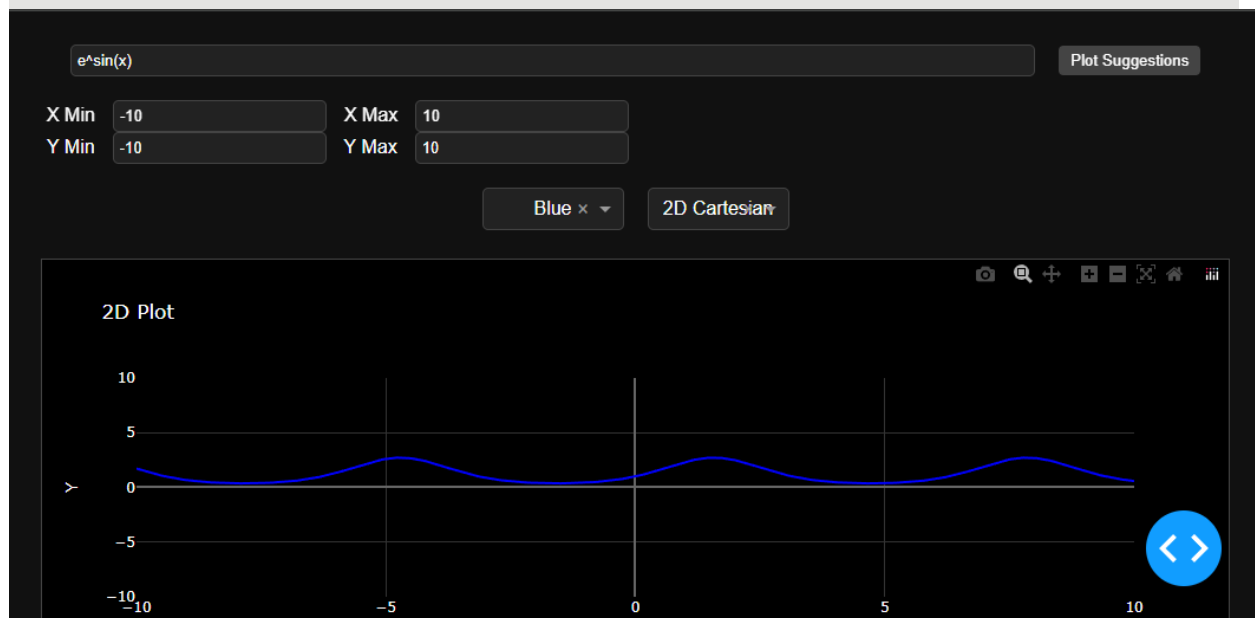 e^sin(x) Plot Suggestions
X Min -10 X Max 10
Y Min -10 Y Max 10
Blue × 2D Cartesian
2D Plot
10
5
Y 0
−5
−10
−10 −5 0 5 10